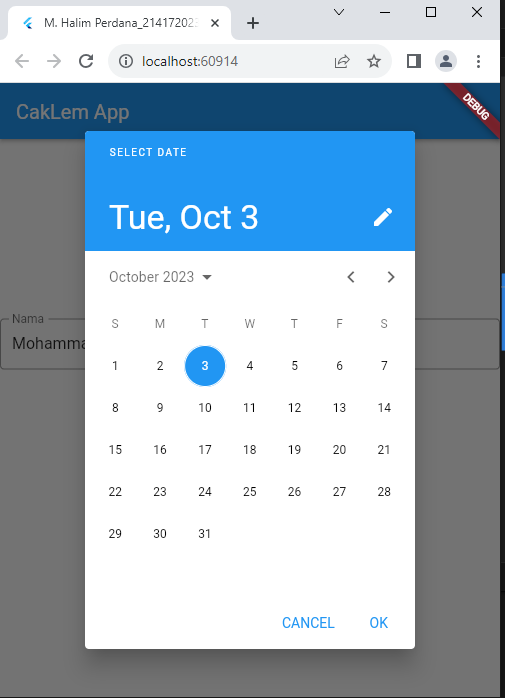 M. Halim Perdana_214172023
localhost:60914
CakLem App
DEBUG
SELECT DATE
Tue, Oct 3
October 2023
S M T W T F S
1 2 3 4 5 6 7
8 9 10 11 12 13 14
15 16 17 18 19 20 21
22 23 24 25 26 27 28
29 30 31
Nama
Mohamma
CANCEL OK